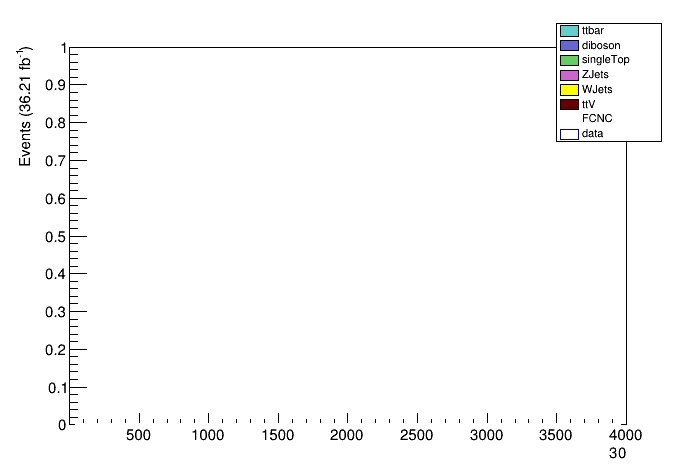 ttbar
diboson
singleTop
ZJets
WJets
ttV
FCNC
data
Events (36.21 fb⁻¹)
1
0.9
0.8
0.7
0.6
0.5
0.4
0.3
0.2
0.1
0
500 1000 1500 2000 2500 3000 3500 4000
30